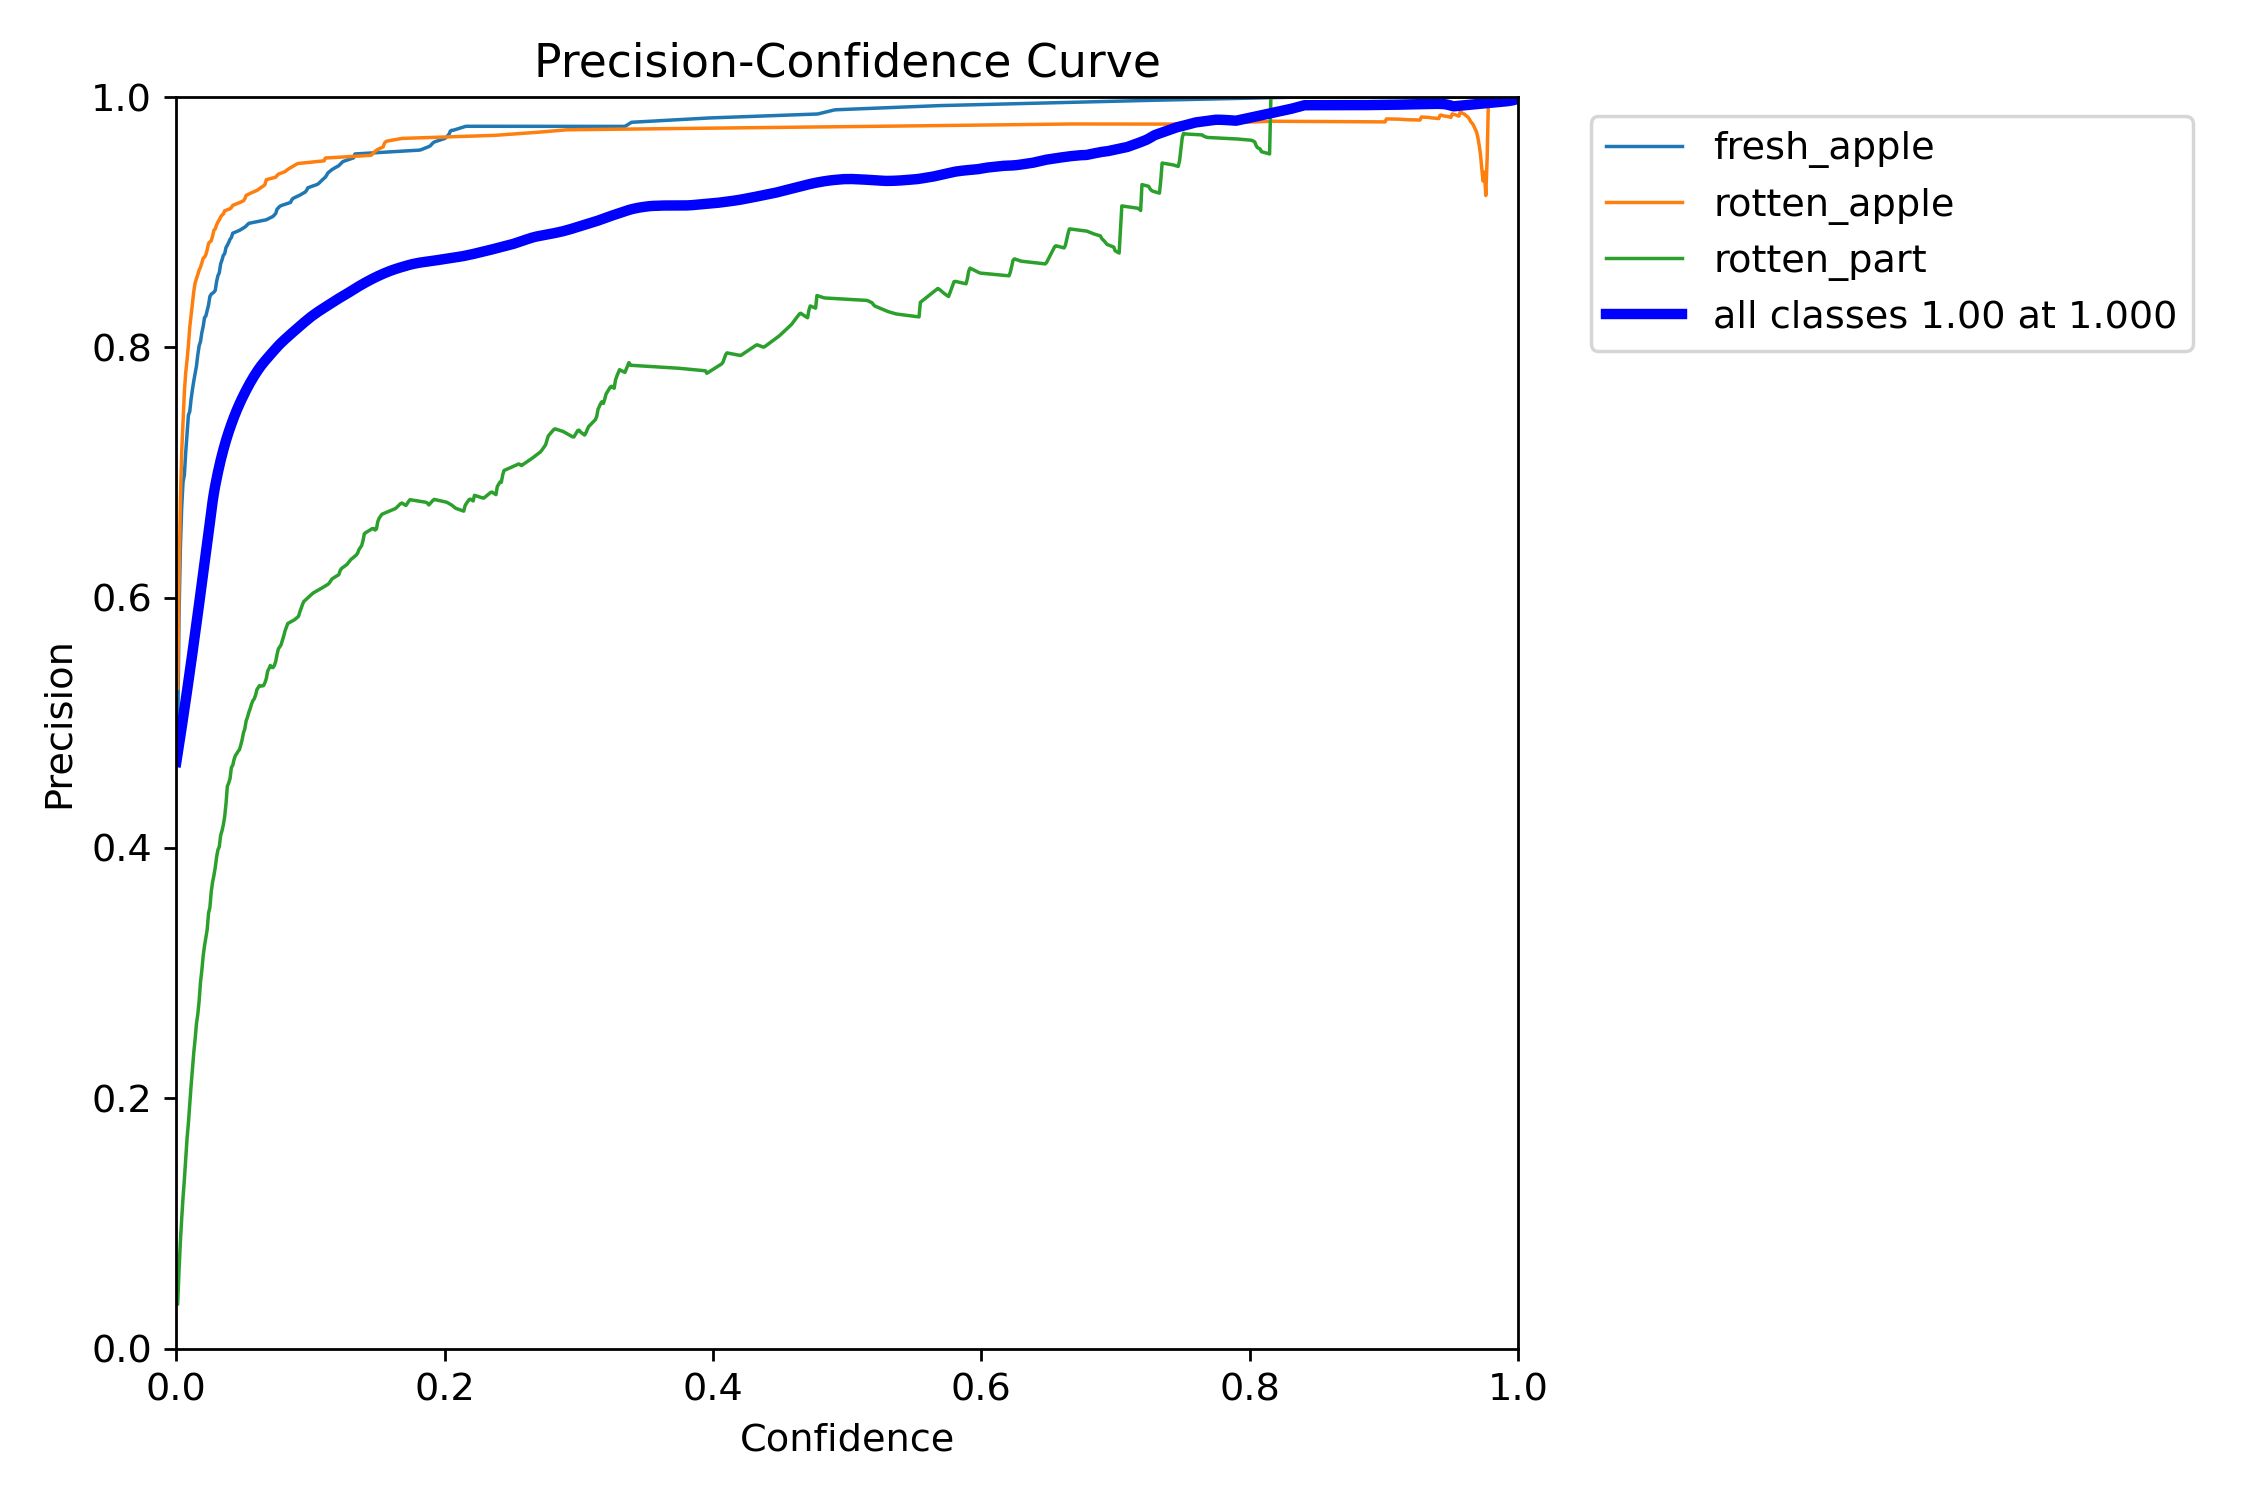 Precision-Confidence Curve
1.0
0.8
0.6
0.4
0.2
0.0
Precision
0.0 0.2 0.4 0.6 0.8 1.0
Confidence
fresh_apple
rotten_apple
rotten_part
all classes 1.00 at 1.000